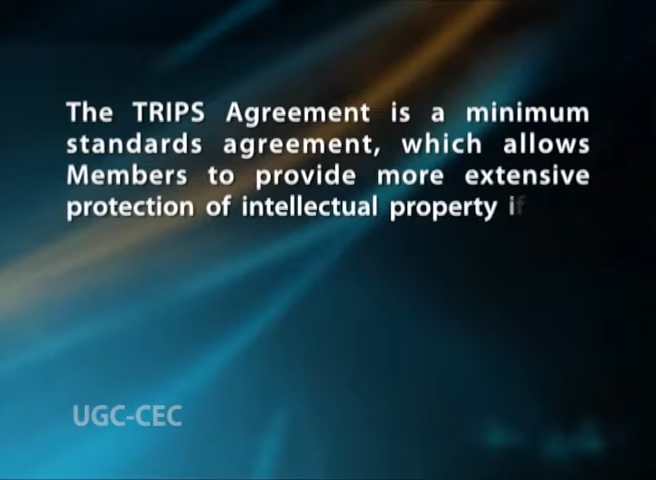 The TRIPS Agreement is a minimum
standards agreement, which allows
Members to provide more extensive
protection of intellectual property if
UGC-CEC